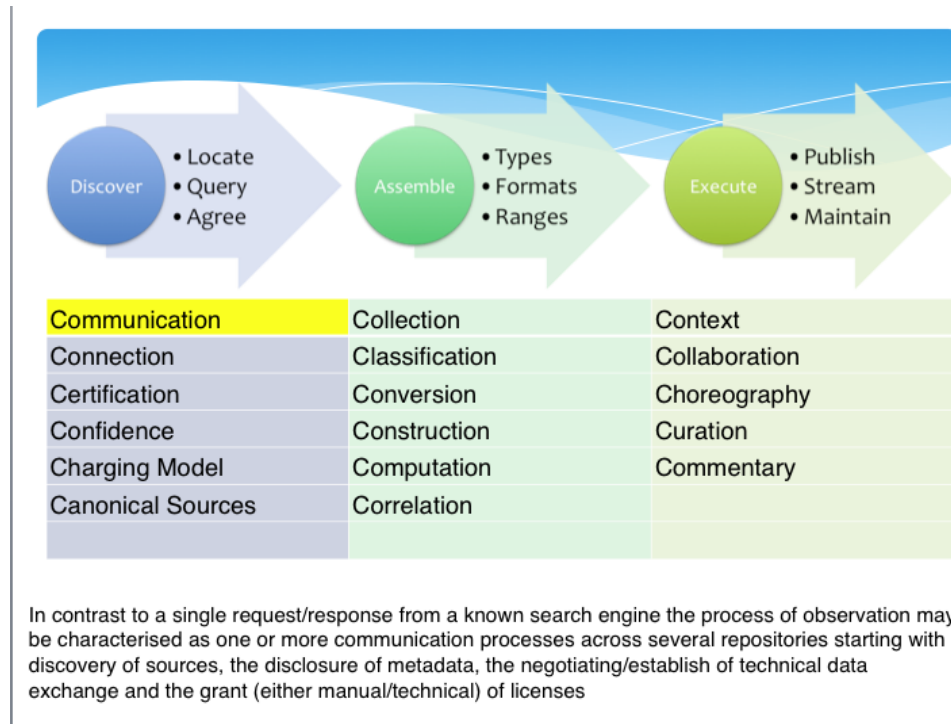 Discover
• Locate
• Query
• Agree
Assemble
• Types
• Formats
• Ranges
Execute
• Publish
• Stream
• Maintain
Communication Collection Context
Connection Classification Collaboration
Certification Conversion Choreography
Confidence Construction Curation
Charging Model Computation Commentary
Canonical Sources Correlation
In contrast to a single request/response from a known search engine the process of observation may
be characterised as one or more communication processes across several repositories starting with
discovery of sources, the disclosure of metadata, the negotiating/establish of technical data
exchange and the grant (either manual/technical) of licenses